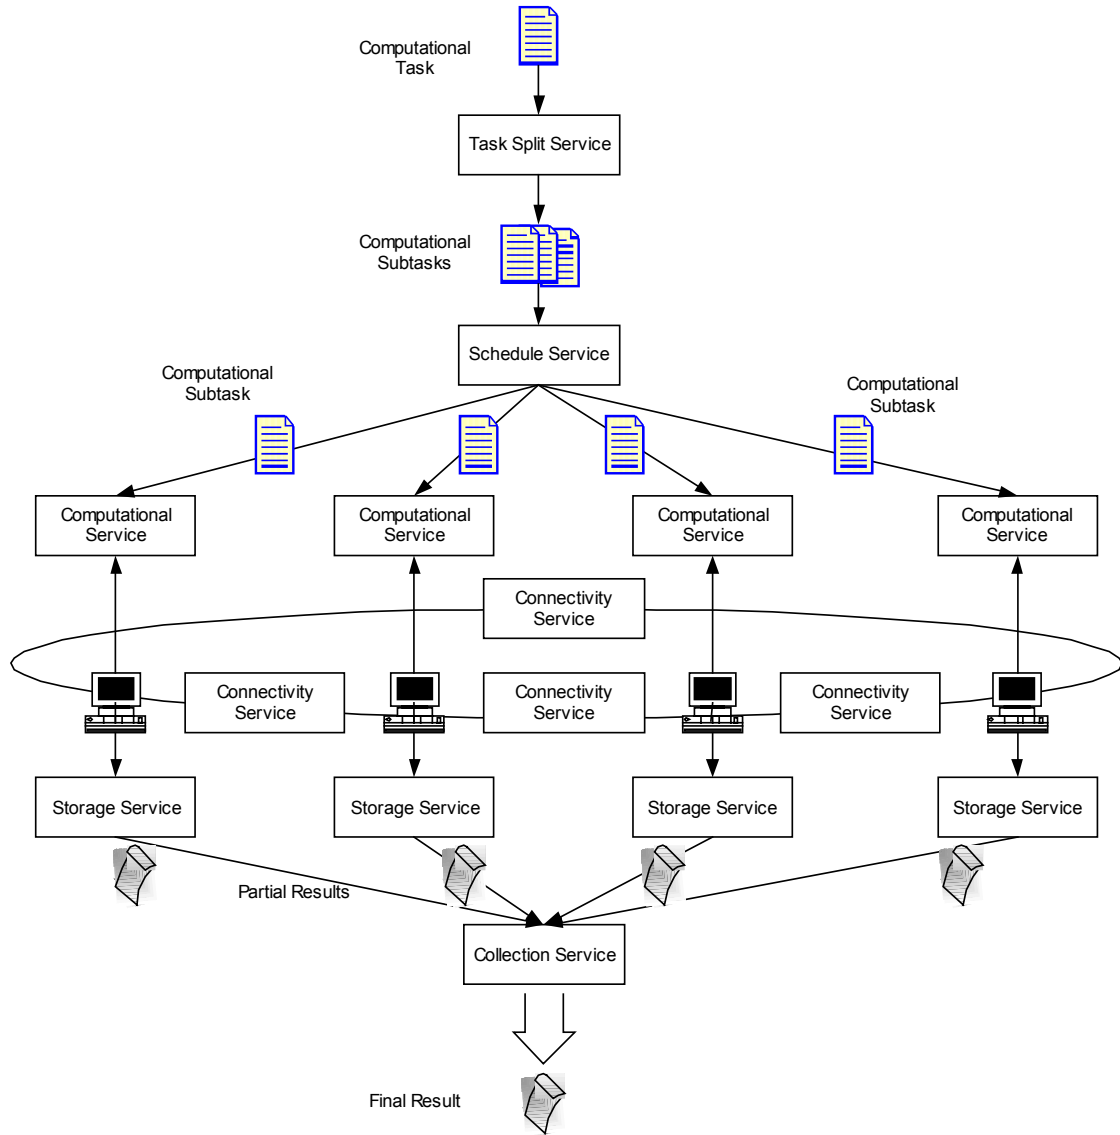 Computational
Task
Task Split Service
Computational
Subtasks
Schedule Service
Computational
Subtask
Computational
Subtask
Computational
Service
Computational
Service
Computational
Service
Computational
Service
Connectivity
Service
Connectivity
Service
Connectivity
Service
Connectivity
Service
Storage Service
Storage Service
Storage Service
Storage Service
Partial Results
Collection Service
Final Result